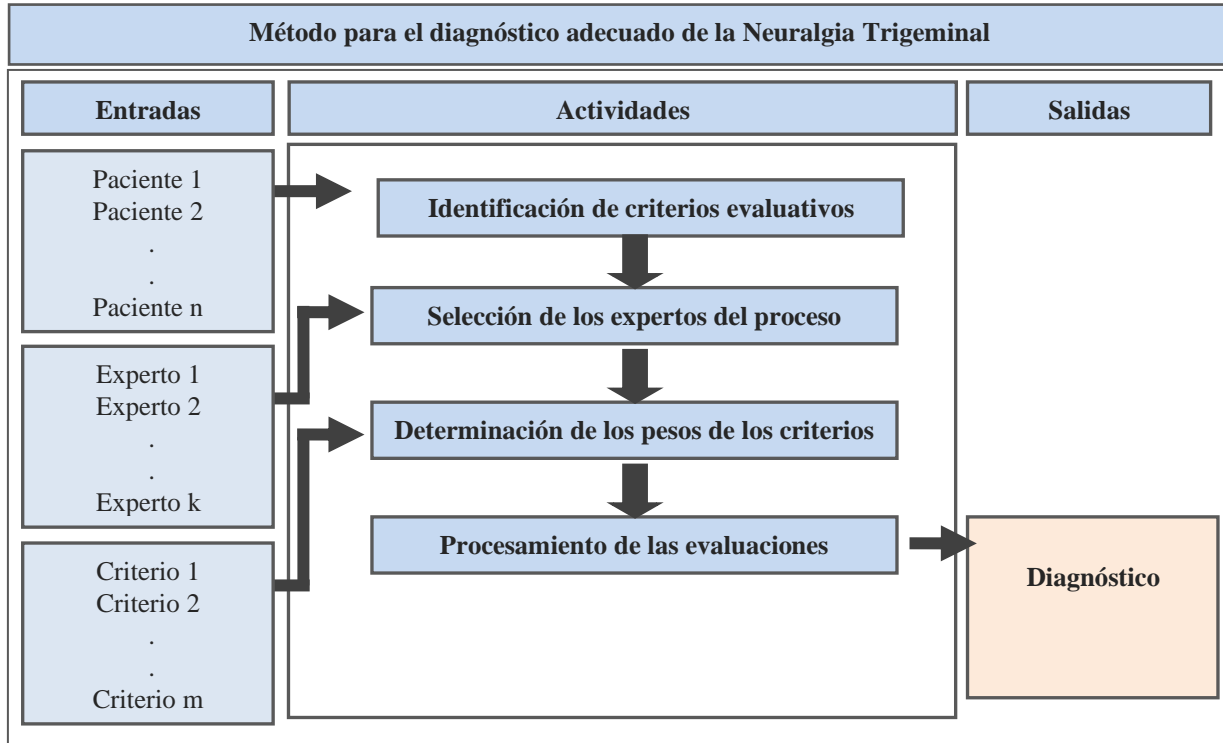 Método para el diagnóstico adecuado de la Neuralgia Trigeminal
Entradas
Actividades
Salidas
Paciente 1
Paciente 2
.
.
Paciente n
Experto 1
Experto 2
.
.
Experto k
Criterio 1
Criterio 2
.
.
Criterio m
Identificación de criterios evaluativos
Selección de los expertos del proceso
Determinación de los pesos de los criterios
Procesamiento de las evaluaciones
Diagnóstico